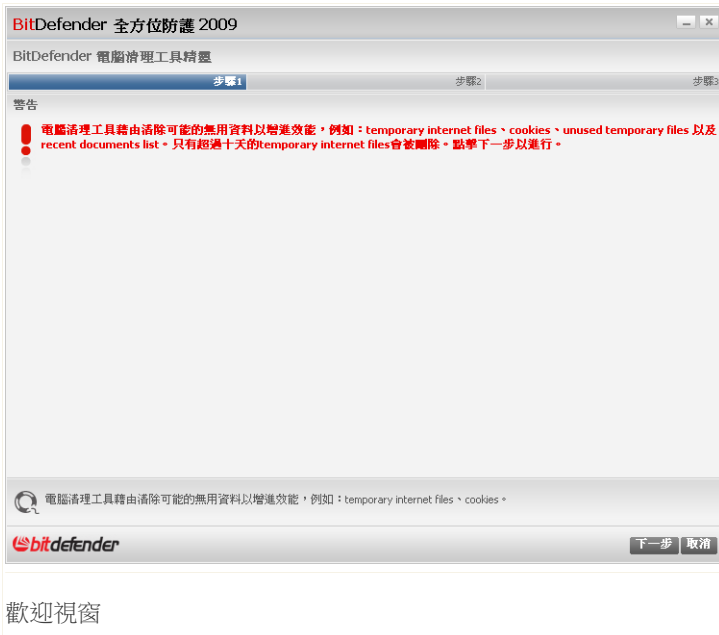 BitDefender 全方位防護 2009
BitDefender 電腦清理工具精靈
步驟1
步驟2
步驟3
警告
電腦清理工具藉由清除可能的無用資料以增進效能，例如：temporary internet files、cookies、unused temporary files 以及
recent documents list。只有超過十天的temporary internet files會被刪除。點擊下一步以進行。
電腦清理工具藉由清除可能的無用資料以增進效能，例如：temporary internet files、cookies。
bitdefender
下一步
取消
歡迎視窗